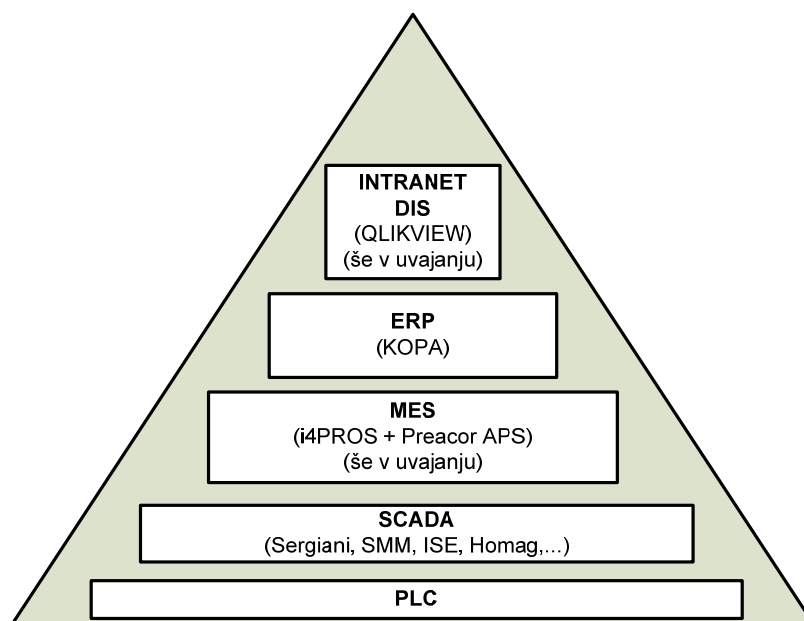 INTRANET
DIS
(QLIKVIEW)
(še v uvajanju)
ERP
(KOPA)
MES
(i4PROS + Preacor APS)
(še v uvajanju)
SCADA
(Sergiani, SMM, ISE, Homag,...)
PLC